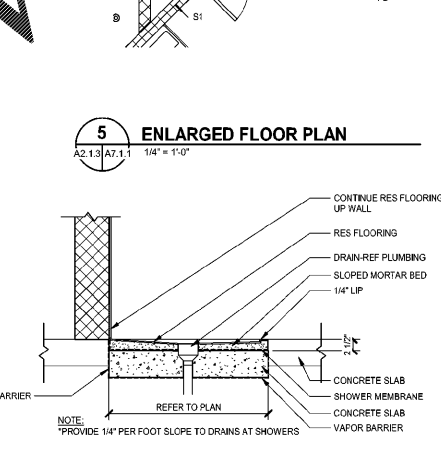 S1
5
ENLARGED FLOOR PLAN
A2.1.3 A7.1.1
1/4" = 1'-0"
CONTINUE RES FLOORING
UP WALL
RES FLOORING
DRAIN-REF PLUMBING
SLOPED MORTAR BED
1/4" LIP
2 1/2"
CONCRETE SLAB
ARRIER
SHOWER MEMBRANE
REFER TO PLAN
CONCRETE SLAB
NOTE:
"PROVIDE 1/4" PER FOOT SLOPE TO DRAINS AT SHOWERS
VAPOR BARRIER